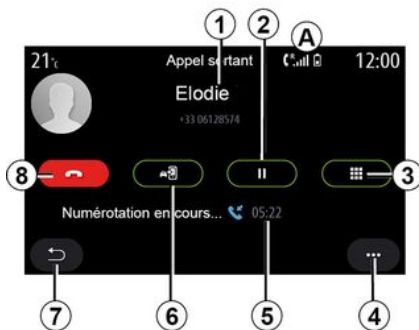 1
2
A
21°c
Appel sortant
12:00
Elodie
+33 06128574
8
3
Numérotation en cours...
05:22
7
6
5
4